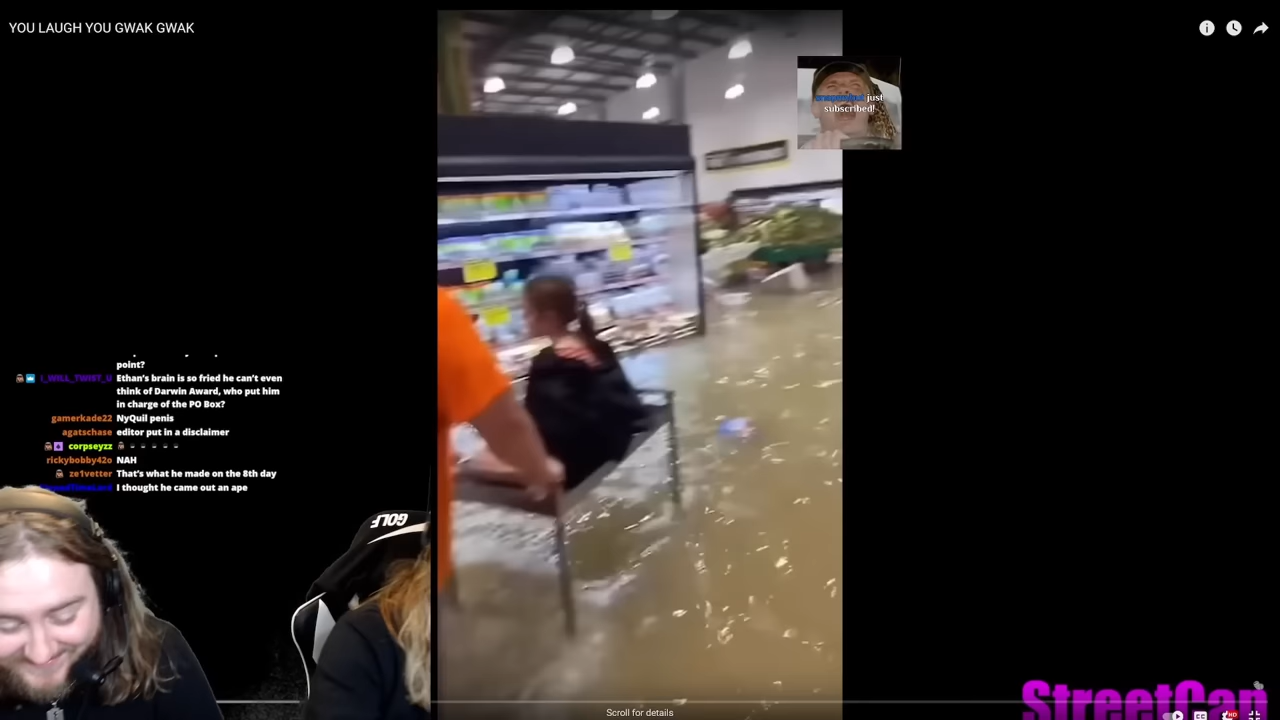 YOU LAUGH YOU GWAK GWAK
just
subscribed!
point?
I_WILL_TWIST_U Ethan's brain is so fried he can't even
think of Darwin Award, who put him
in charge of the PO Box?
gamerkade22 NyQuil penis
agatschase editor put in a disclaimer
corpseyzz
rickybobby42o NAH
ze1vetter That's what he made on the 8th day
I thought he came out an ape
GOLF
StreetCap
Scroll for details
CC
HD